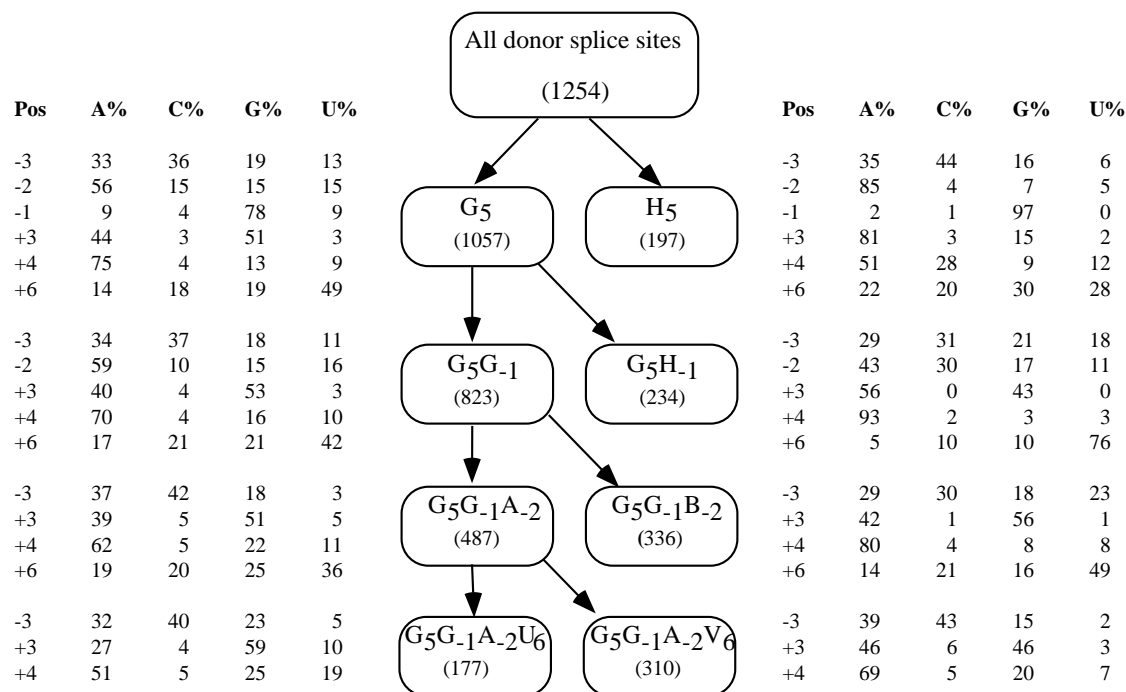 All donor splice sites
(1254)
Pos A% C% G% U% Pos A% C% G% U%
-3 33 36 19 13 -3 35 44 16 6
-2 56 15 15 15 G5 H5 -2 85 4 7 5
-1 9 4 78 9 (1057) (197) -1 2 1 97 0
+3 44 3 51 3 +3 81 3 15 2
+4 75 4 13 9 +4 51 28 9 12
+6 14 18 19 49 +6 22 20 30 28
-3 34 37 18 11 -3 29 31 21 18
-2 59 10 15 16 G5G-1 G5H-1 -2 43 30 17 11
+3 40 4 53 3 (823) (234) +3 56 0 43 0
+4 70 4 16 10 +4 93 2 3 3
+6 17 21 21 42 +6 5 10 10 76
-3 37 42 18 3 G5G-1A-2 G5G-1B-2 -3 29 30 18 23
+3 39 5 51 5 (487) (336) +3 42 1 56 1
+4 62 5 22 11 +4 80 4 8 8
+6 19 20 25 36 +6 14 21 16 49
-3 32 40 23 5 G5G-1A-2U6 G5G-1A-2V6 -3 39 43 15 2
+3 27 4 59 10 (177) (310) +3 46 6 46 3
+4 51 5 25 19 +4 69 5 20 7